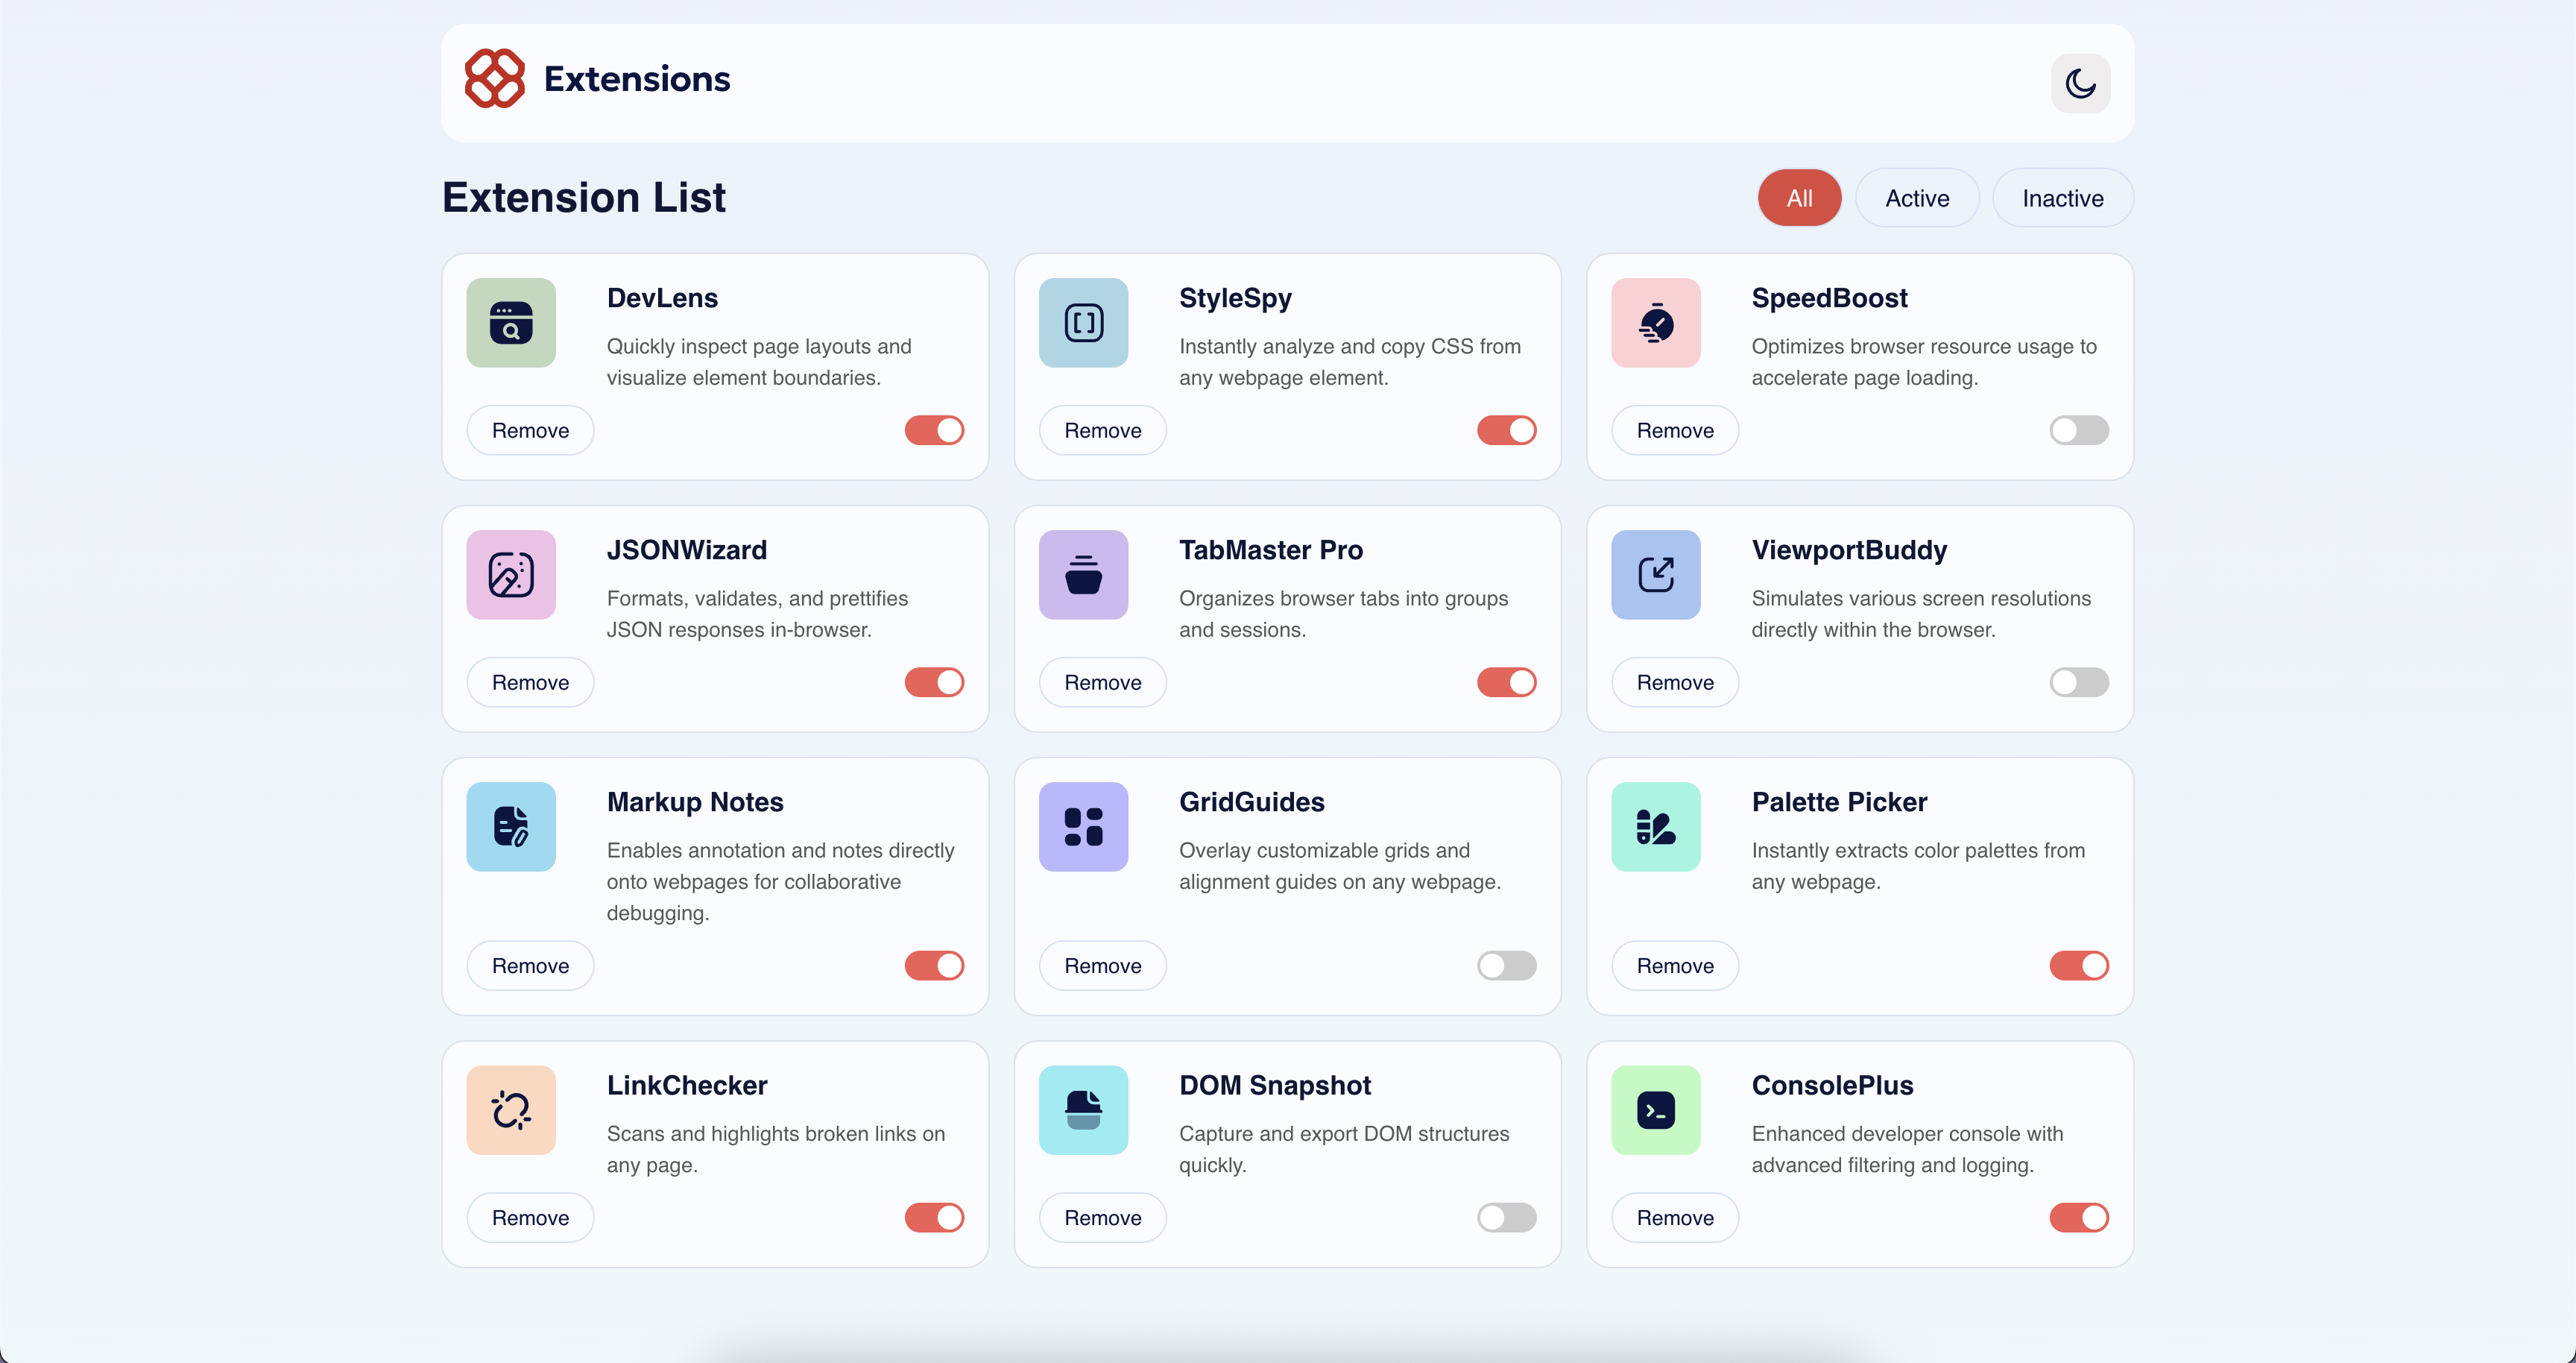 Extensions
Extension List
All
Active
Inactive
DevLens
Quickly inspect page layouts and
visualize element boundaries.
Remove
StyleSpy
Instantly analyze and copy CSS from
any webpage element.
Remove
SpeedBoost
Optimizes browser resource usage to
accelerate page loading.
Remove
JSONWizard
Formats, validates, and prettifies
JSON responses in-browser.
Remove
TabMaster Pro
Organizes browser tabs into groups
and sessions.
Remove
ViewportBuddy
Simulates various screen resolutions
directly within the browser.
Remove
Markup Notes
Enables annotation and notes directly
onto webpages for collaborative
debugging.
Remove
GridGuides
Overlay customizable grids and
alignment guides on any webpage.
Remove
Palette Picker
Instantly extracts color palettes from
any webpage.
Remove
LinkChecker
Scans and highlights broken links on
any page.
Remove
DOM Snapshot
Capture and export DOM structures
quickly.
Remove
ConsolePlus
Enhanced developer console with
advanced filtering and logging.
Remove